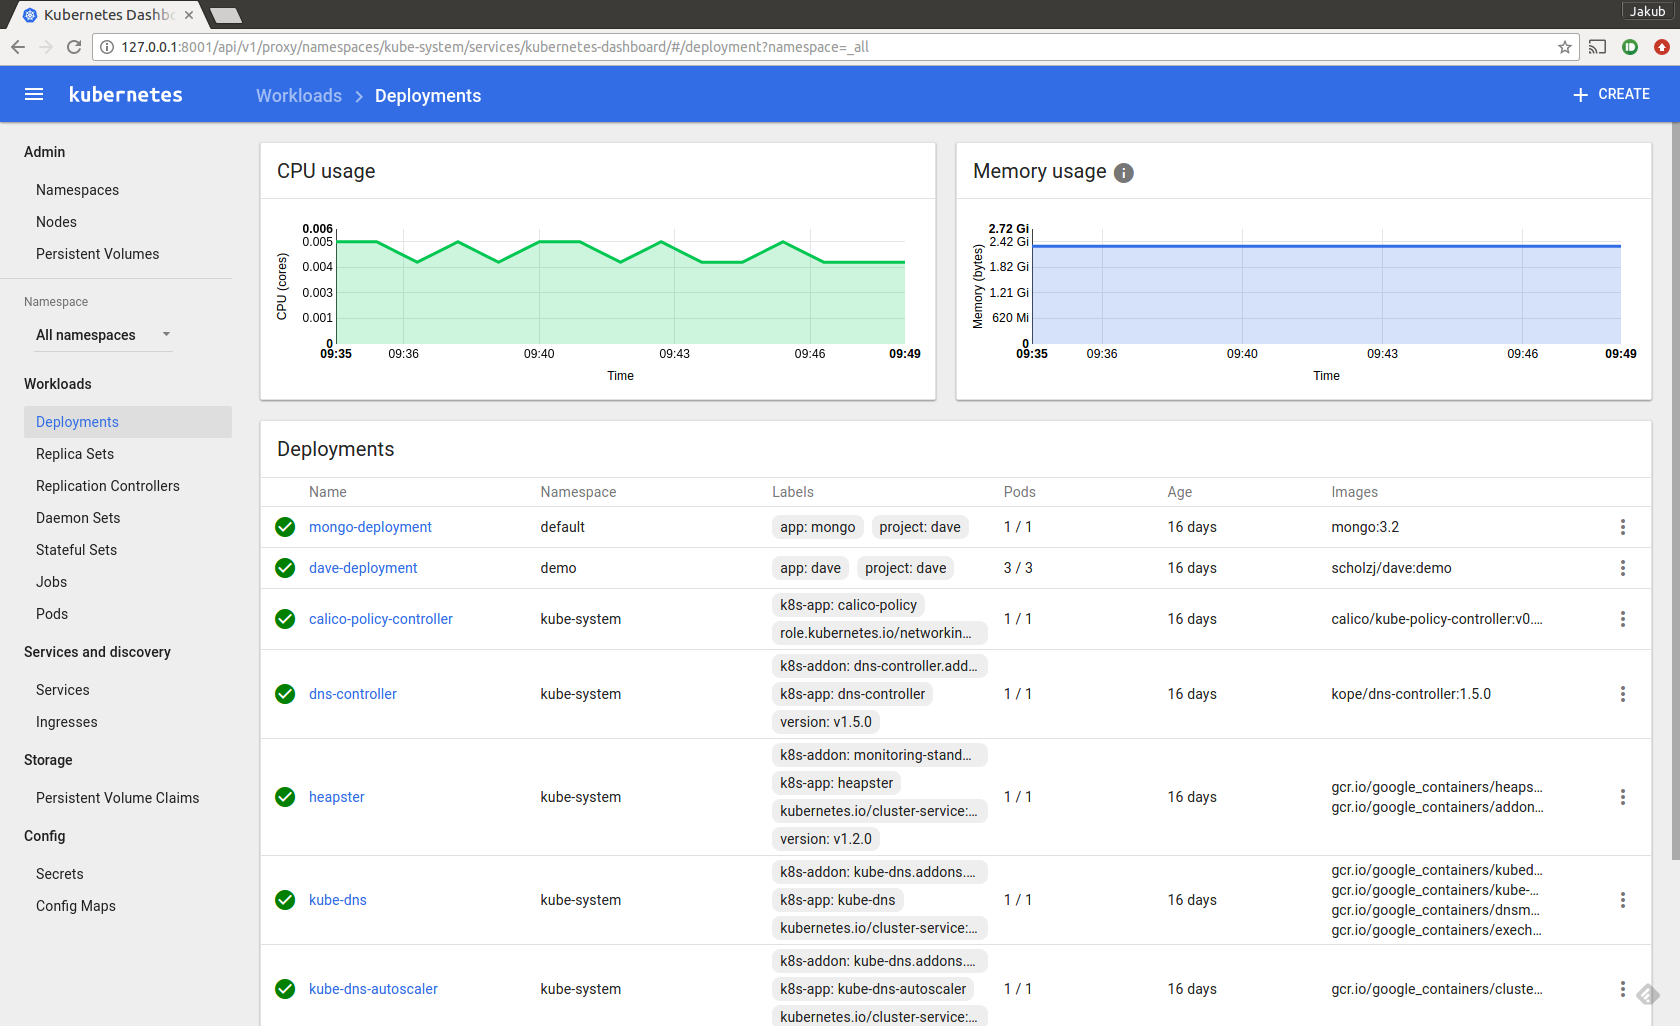 Kubernetes Dashb
Jakub
127.0.0.1:8001/api/v1/proxy/namespaces/kube-system/services/kubernetes-dashboard/#/deployment?namespace=_all
kubernetes
Workloads > Deployments
+ CREATE
Admin
Namespaces
Nodes
Persistent Volumes
Namespace
All namespaces
Workloads
Deployments
Replica Sets
Replication Controllers
Daemon Sets
Stateful Sets
Jobs
Pods
Services and discovery
Services
Ingresses
Storage
Persistent Volume Claims
Config
Secrets
Config Maps
CPU usage
CPU (cores)
0.006
0.005
0.004
0.003
0.001
0
09:35 09:36 09:40 09:43 09:46 09:49
Time
Memory usage i
Memory (bytes)
2.72 Gi
2.42 Gi
1.82 Gi
1.21 Gi
620 Mi
0
09:35 09:36 09:40 09:43 09:46 09:49
Time
Deployments
Name Namespace Labels Pods Age Images
mongo-deployment default app: mongo project: dave 1 / 1 16 days mongo:3.2
dave-deployment demo app: dave project: dave 3 / 3 16 days scholzj/dave:demo
calico-policy-controller kube-system k8s-app: calico-policy 1 / 1 16 days calico/kube-policy-controller:v0.…
role.kubernetes.io/networkin…
dns-controller kube-system k8s-addon: dns-controller.add… 1 / 1 16 days kope/dns-controller:1.5.0
k8s-app: dns-controller
version: v1.5.0
heapster kube-system k8s-addon: monitoring-stand… 1 / 1 16 days gcr.io/google_containers/heaps…
k8s-app: heapster gcr.io/google_containers/addon…
kubernetes.io/cluster-service:…
version: v1.2.0
kube-dns kube-system k8s-addon: kube-dns.addons.… 1 / 1 16 days gcr.io/google_containers/kubed…
k8s-app: kube-dns gcr.io/google_containers/kube-…
kubernetes.io/cluster-service:… gcr.io/google_containers/dnsm…
gcr.io/google_containers/exech…
kube-dns-autoscaler kube-system k8s-addon: kube-dns.addons.… 1 / 1 16 days gcr.io/google_containers/cluste…
k8s-app: kube-dns-autoscaler
kubernetes.io/cluster-service:…